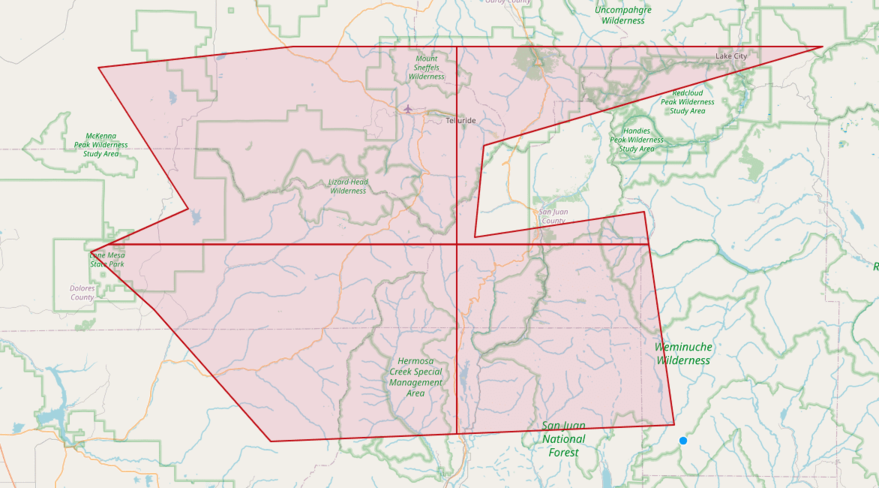 Ouray County
Uncompahgre
Wilderness
Mount
Sneffels
Wilderness
Lake City
Redcloud
Peak Wilderness
Study Area
Telluride
McKenna
Peak Wilderness
Study Area
Handies
Peak Wilderness
Study Area
Lizard Head
Wilderness
San Juan
County
Lone Mesa
State Park
Dolores
County
Weminuche
Wilderness
Hermosa
Creek Special
Management
Area
San Juan
National
Forest